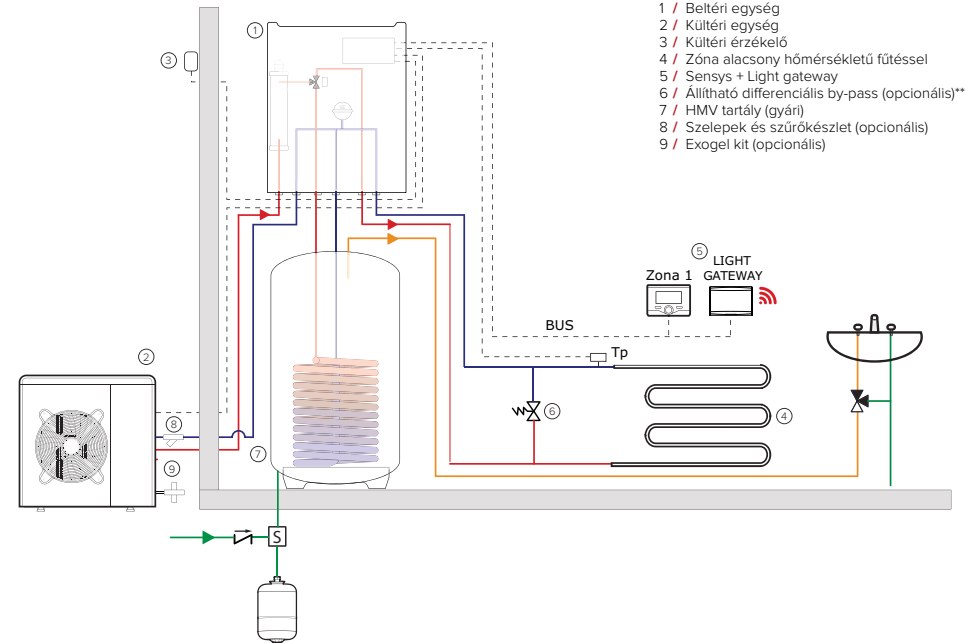 1 / Beltéri egység
2 / Kültéri egység
3 / Kültéri érzékelő
4 / Zóna alacsony hőmérsékletű fűtéssel
5 / Sensys + Light gateway
6 / Állítható differenciális by-pass (opcionális)**
7 / HMV tartály (gyári)
8 / Szelepek és szűrőkészlet (opcionális)
9 / Exogel kit (opcionális)
1
3
5
LIGHT
Zona 1 GATEWAY
BUS
Tp
2
6
4
8
7
9
S